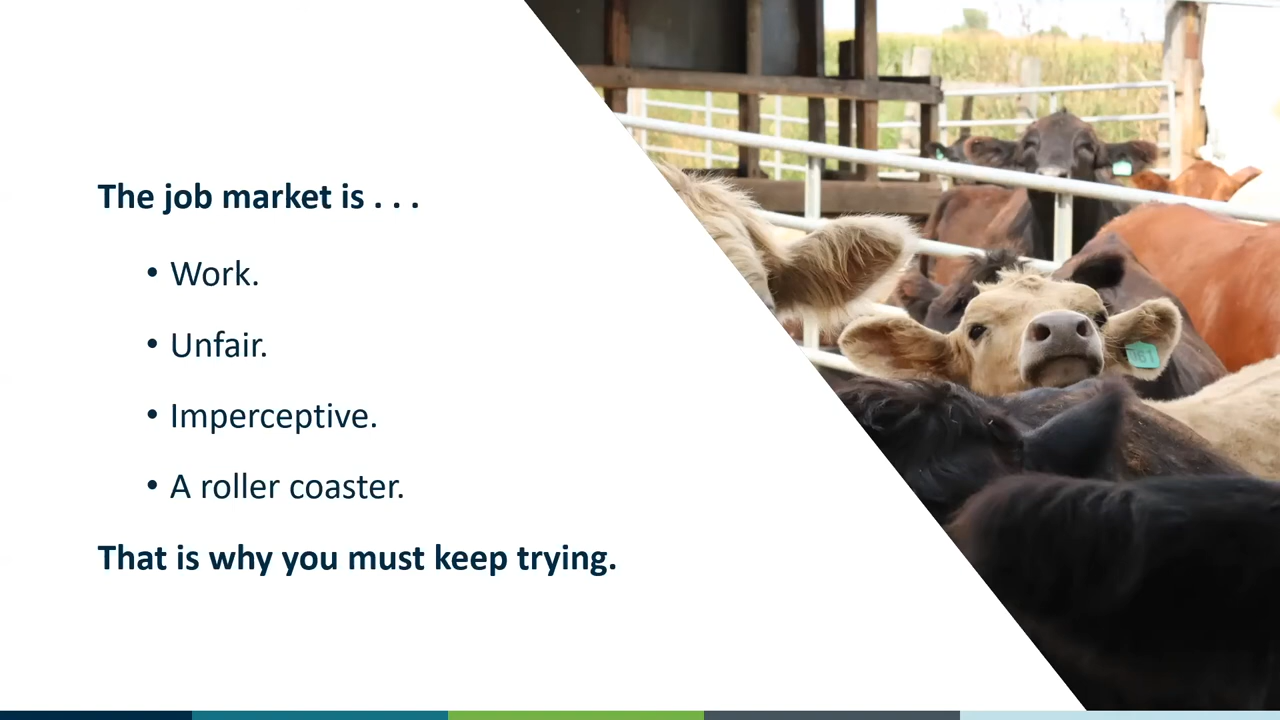 The job market is . . .
• Work.
• Unfair.
• Imperceptive.
• A roller coaster.
That is why you must keep trying.